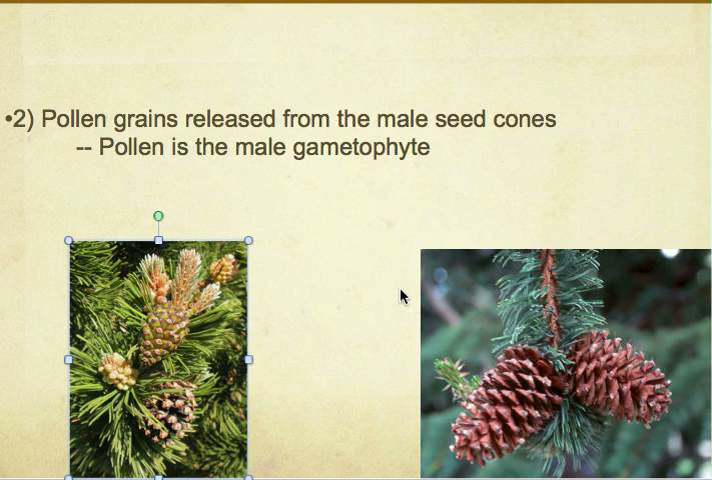 •2) Pollen grains released from the male seed cones
-- Pollen is the male gametophyte